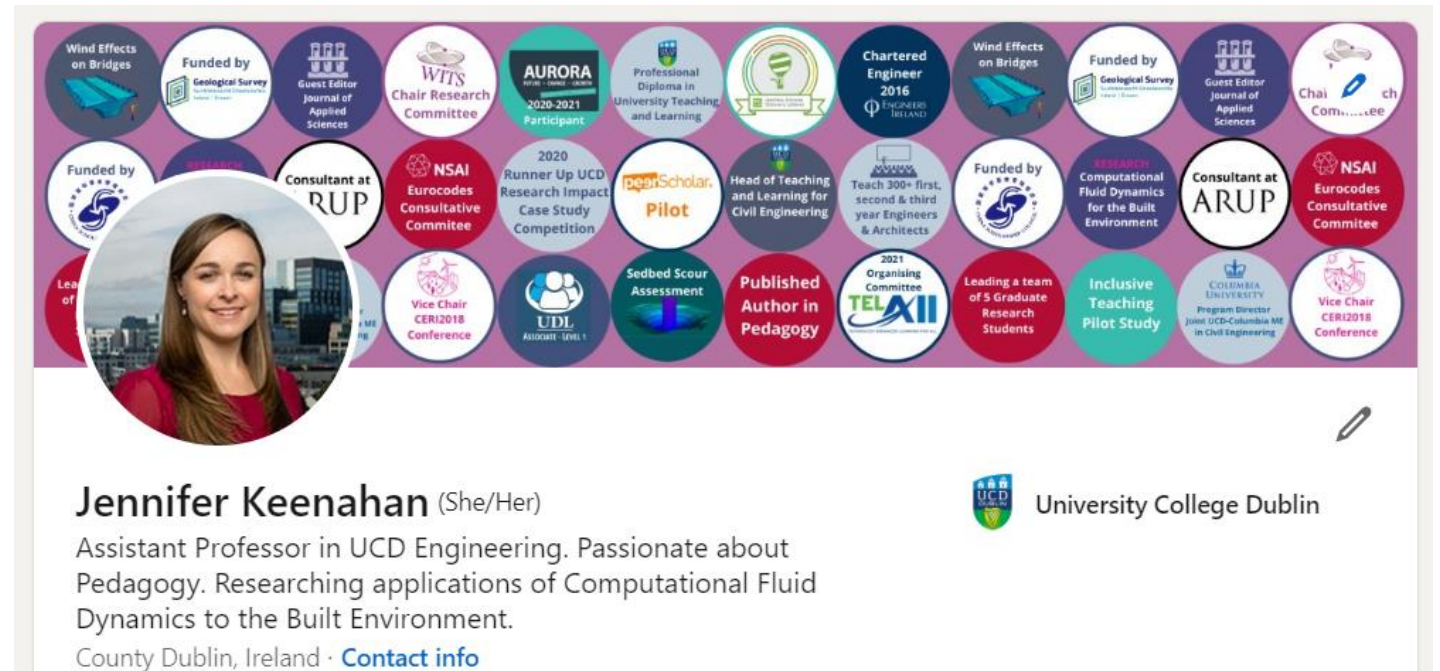 Wind Effects
on Bridges
Funded by
Geological Survey
Guest Editor
Journal of
Applied
Sciences
WITS
Chair Research
Committee
AURORA
2020-2021
Participant
Professional
Diploma in
University Teaching
and Learning
Chartered
Engineer
2016
ENGINEERS
IRELAND
Wind Effects
on Bridges
Funded by
Geological Survey
Guest Editor
Journal of
Applied
Sciences
Funded by
RESEARCH
Consultant at
RUP
NSAI
Eurocodes
Consultative
Commitee
2020
Runner Up UCD
Research Impact
Case Study
Competition
peerScholar.
Pilot
Head of Teaching
and Learning for
Civil Engineering
Teach 300+ first,
second & third
year Engineers
& Architects
Funded by
RESEARCH
Computational
Fluid Dynamics
for the Built
Environment
Consultant at
ARUP
NSAI
Eurocodes
Consultative
Commitee
of
Vice Chair
CERI2018
Conference
UDL
ASSOCIATE - LEVEL 1
Sedbed Scour
Assessment
Published
Author in
Pedagogy
2021
Organising
Committee
TELXII
Leading a team
of 5 Graduate
Research
Students
Inclusive
Teaching
Pilot Study
COLUMBIA
UNIVERSITY
Program Director
Joint UCD-Columbia ME
in Civil Engineering
Vice Chair
CERI2018
Conference
Jennifer Keenahan (She/Her)
UCD
DUBLIN
University College Dublin
Assistant Professor in UCD Engineering. Passionate about
Pedagogy. Researching applications of Computational Fluid
Dynamics to the Built Environment.
County Dublin, Ireland · Contact info